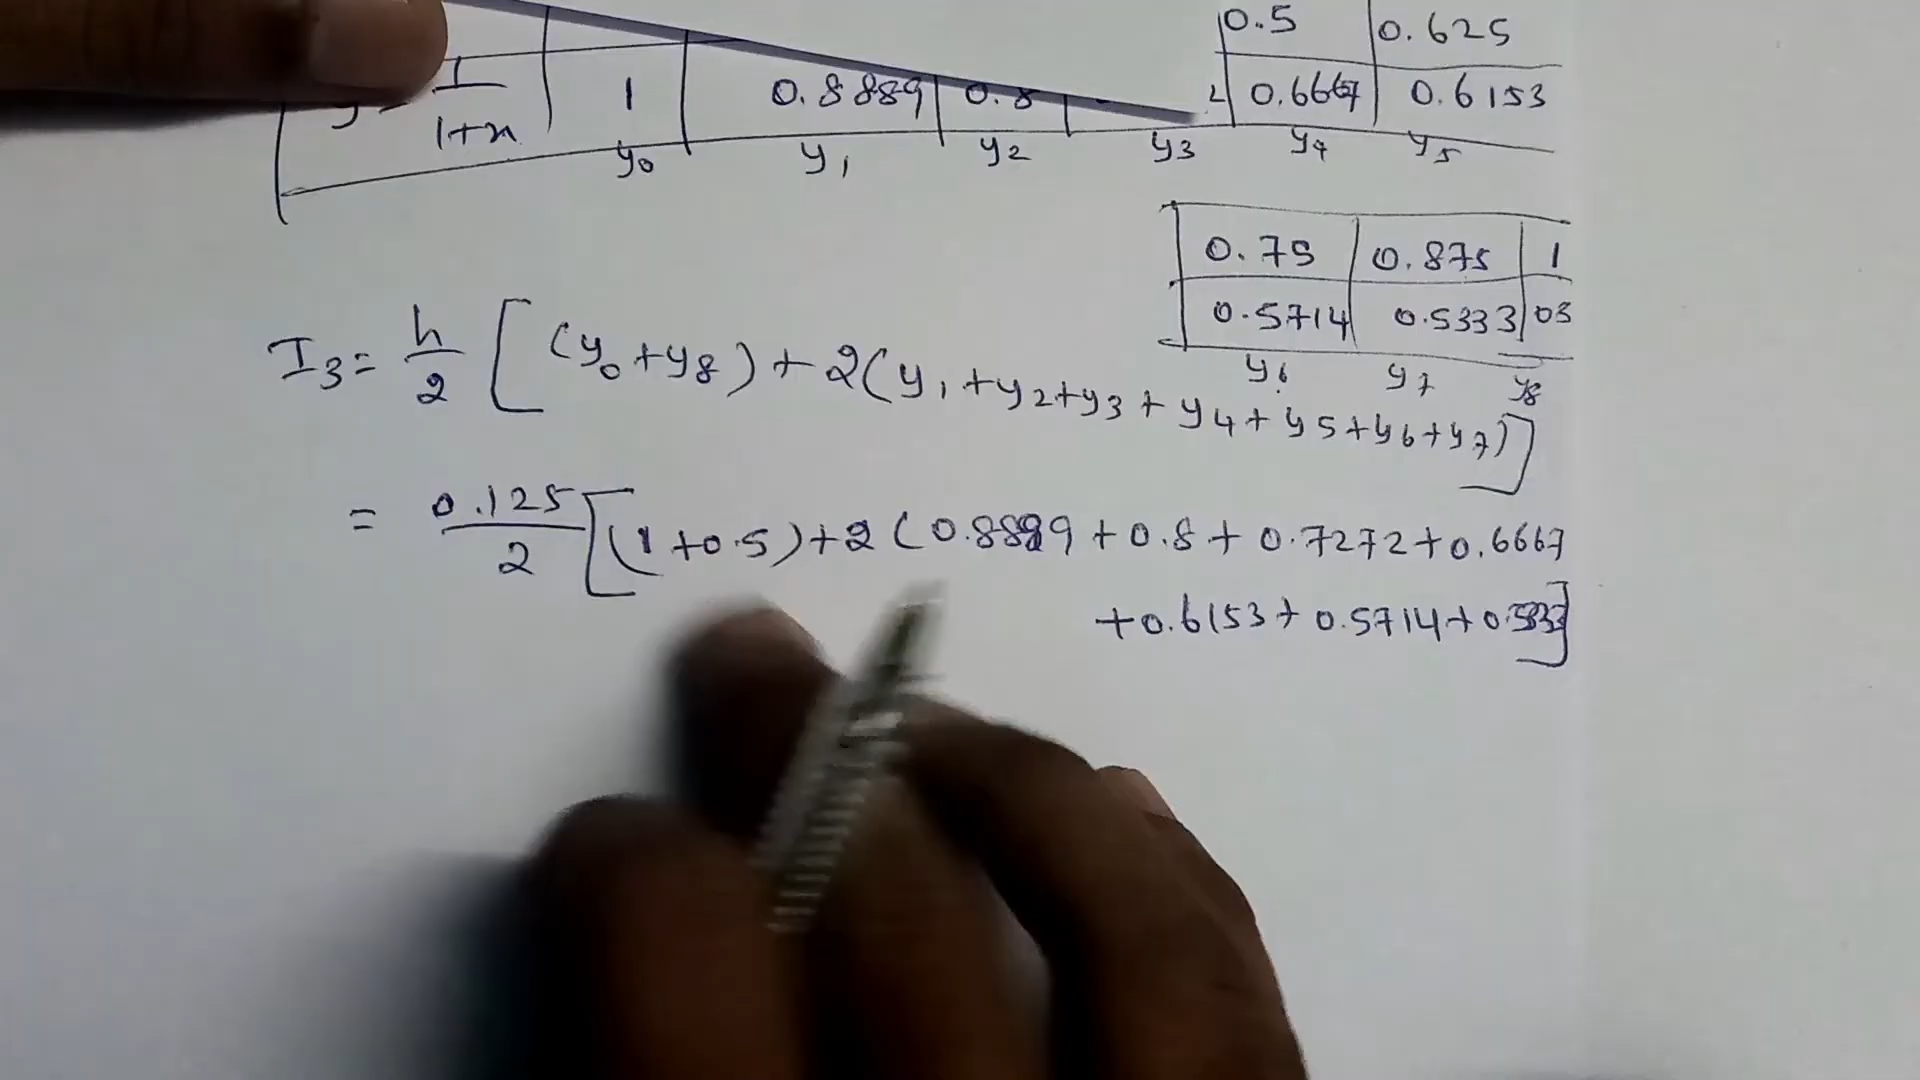 0.5 0.625
1/(1+x) 1 0.8889 0.8 0.6667 0.6153
y0 y1 y2 y3 y4 y5
0.75 0.875 1
0.5714 0.5333
y6 y7 y8
I3 = h/2 [(y0+y8)+2(y1+y2+y3+y4+y5+y6+y7)]
= 0.125/2 [(1+0.5)+2(0.8889+0.8+0.7272+0.6667
+0.6153+0.5714+0.5333]